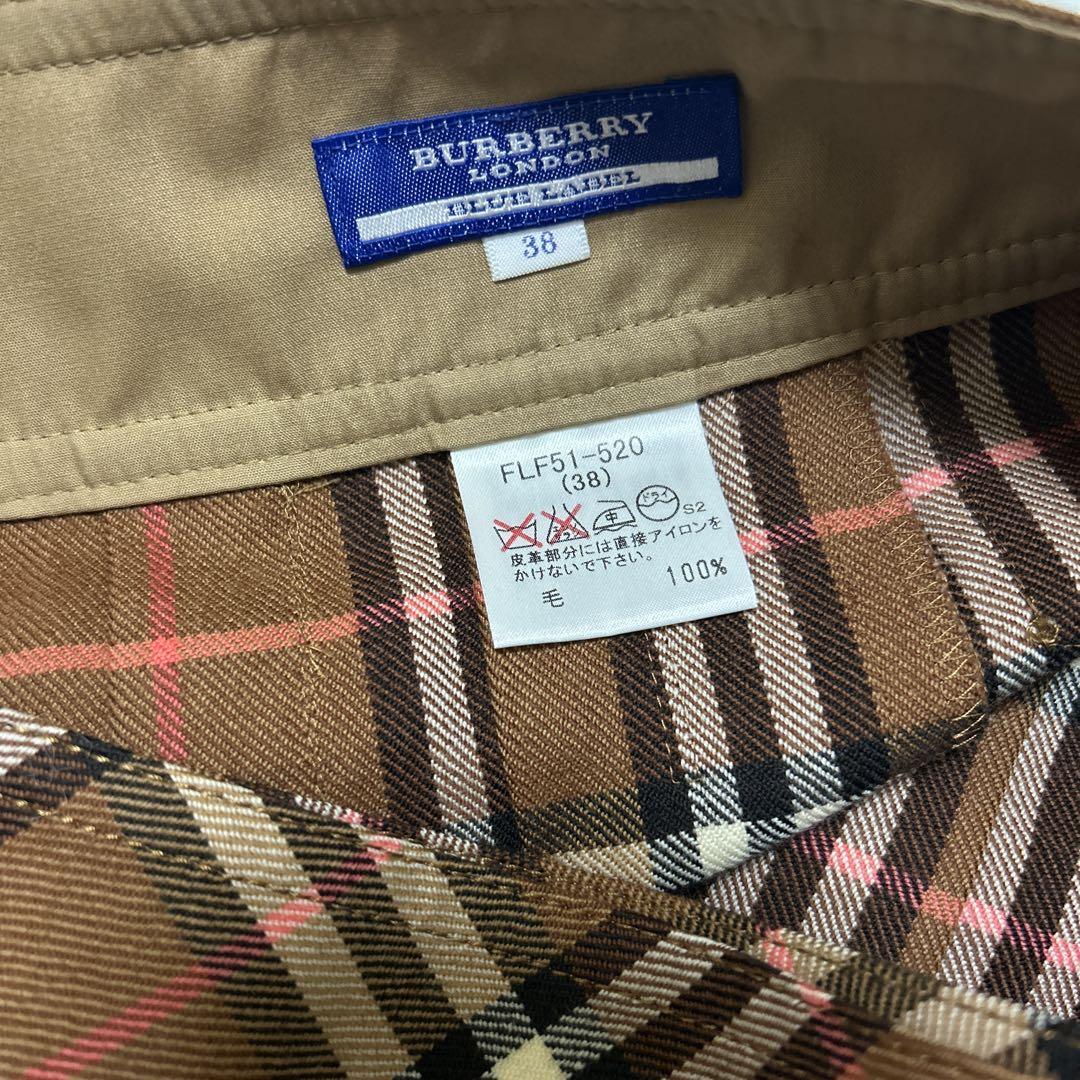 BURBERRY
LONDON
BLUE LABEL
38
FLF51-520
(38)
中 ドライ S2
皮革部分には直接アイロンを
かけないで下さい。
毛 100%